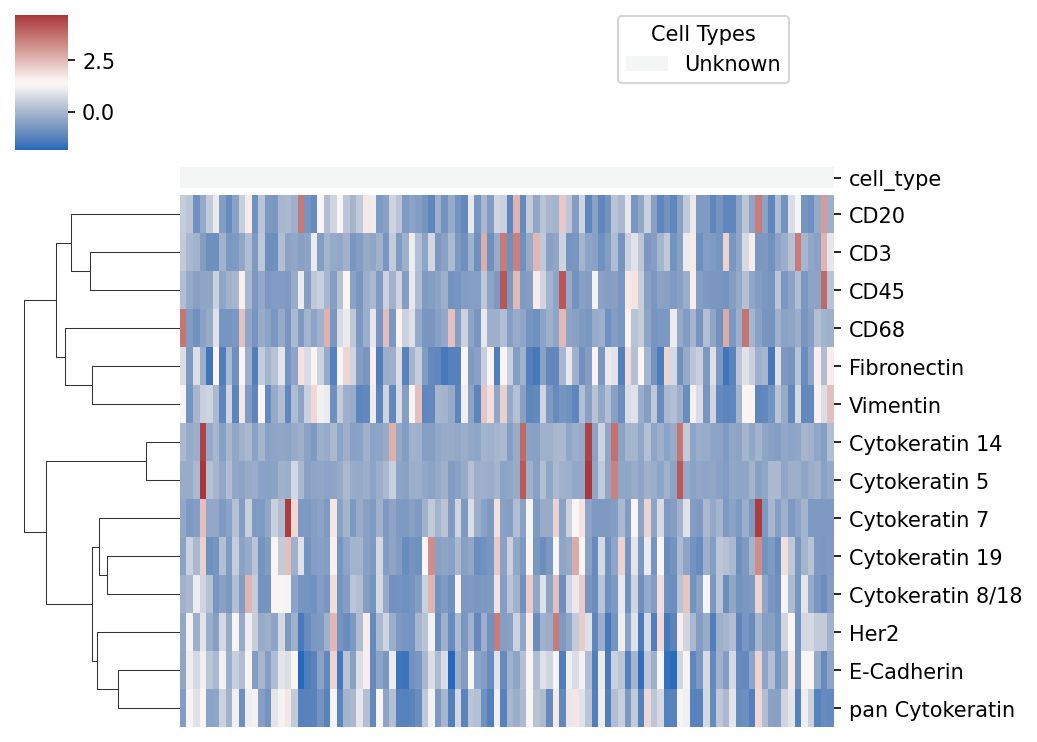 2.5
0.0
Cell Types
Unknown
cell_type
CD20
CD3
CD45
CD68
Fibronectin
Vimentin
Cytokeratin 14
Cytokeratin 5
Cytokeratin 7
Cytokeratin 19
Cytokeratin 8/18
Her2
E-Cadherin
pan Cytokeratin